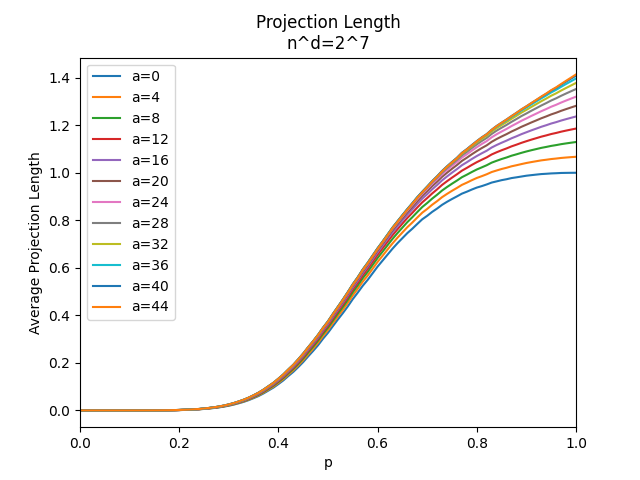 Projection Length
n^d=2^7
Average Projection Length
1.4
1.2
1.0
0.8
0.6
0.4
0.2
0.0
a=0
a=4
a=8
a=12
a=16
a=20
a=24
a=28
a=32
a=36
a=40
a=44
0.0 0.2 0.4 0.6 0.8 1.0
p